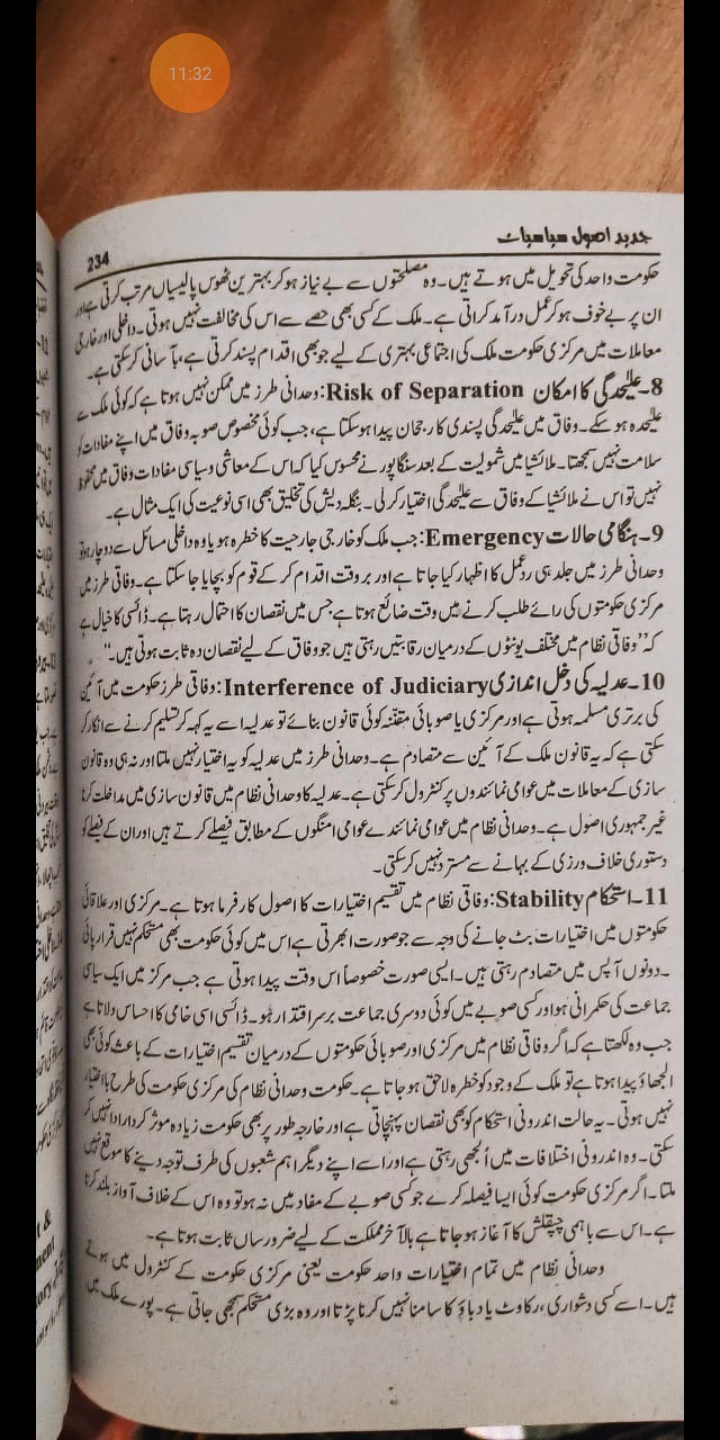 11:32
جدید اصول سیاسیات
234
حکومت واحد کی تحویل میں ہوتے ہیں۔ وہ مصلحتوں سے بے نیاز ہو کر بہترین ٹھوس پالیسیاں مرتب کرتی ہے اور
ان پر بے خوف ہو کر عمل درآمد کراتی ہے۔ ملک کے کسی بھی حصے سے اس کی مخالفت نہیں ہوتی۔ داخلی اور خارجی
معاملات میں مرکزی حکومت ملک کی اجتماعی بہتری کے لیے جو بھی اقدام پسند کرتی ہے، بآسانی کر سکتی ہے۔
8۔ علیٰحدگی کا امکان Risk of Separation: وحدانی طرز میں ممکن نہیں ہوتا ہے کہ کوئی ملک سے
علیٰحدہ ہو سکے۔ وفاق میں علیٰحدگی پسندی کا رجحان پیدا ہو سکتا ہے، جب کوئی مخصوص صوبہ وفاق میں اپنے مفادات کو
سلامت نہیں سمجھتا۔ ملائشیا میں شمولیت کے بعد سنگاپور نے محسوس کیا کہ اس کے معاشی و سیاسی مفادات وفاق میں محفوظ
نہیں تو اس نے ملائشیا کے وفاق سے علیٰحدگی اختیار کر لی۔ بنگلہ دیش کی تخلیق بھی اسی نوعیت کی ایک مثال ہے۔
9۔ ہنگامی حالات Emergency: جب ملک کو خارجی جارحیت کا خطرہ ہو یا وہ داخلی مسائل سے دوچار ہو تو
وحدانی طرز میں جلد ہی ردعمل کا اظہار کیا جاتا ہے اور بروقت اقدام کر کے قوم کو بچایا جا سکتا ہے۔ وفاقی طرز میں
مرکزی حکومتوں کی رائے طلب کرنے میں وقت ضائع ہوتا ہے جس میں نقصان کا احتمال رہتا ہے۔ ڈائسی کا خیال ہے
کہ ”وفاقی نظام میں مختلف یونٹوں کے درمیان رقابتیں رہتی ہیں جو وفاق کے لیے نقصان دہ ثابت ہوتی ہیں۔“
10۔ عدلیہ کی دخل اندازی Interference of Judiciary: وفاقی طرز حکومت میں آئین
کی برتری مسلمہ ہوتی ہے اور مرکزی یا صوبائی مقننہ کوئی قانون بنائے تو عدلیہ اسے یہ کہہ کر تسلیم کرنے سے انکار کر
سکتی ہے کہ یہ قانون ملک کے آئین سے متصادم ہے۔ وحدانی طرز میں عدلیہ کو یہ اختیار نہیں ملتا اور نہ ہی وہ قانون
سازی کے معاملات میں عوامی نمائندوں پر کنٹرول کر سکتی ہے۔ عدلیہ کا وحدانی نظام میں قانون سازی میں مداخلت کرنا
غیر جمہوری اصول ہے۔ وحدانی نظام میں عوامی نمائندے عوامی امنگوں کے مطابق فیصلے کرتے ہیں اور ان کے فیصلے کو
دستوری خلاف ورزی کے بہانے سے مسترد نہیں کر سکتی۔
11۔ استحکام Stability: وفاقی نظام میں تقسیم اختیارات کا اصول کارفرما ہوتا ہے۔ مرکزی اور علاقائی
حکومتوں میں اختیارات بٹ جانے کی وجہ سے جو صورت ابھرتی ہے اس میں کوئی حکومت بھی مستحکم نہیں قرار پاتی
۔ دونوں آپس میں متصادم رہتی ہیں۔ ایسی صورت خصوصاً اس وقت پیدا ہوتی ہے جب مرکز میں ایک سیاسی
جماعت کی حکمرانی ہو اور کسی صوبے میں کوئی دوسری جماعت برسر اقتدار ہو۔ ڈائسی اسی خامی کا احساس دلاتا ہے
جب وہ لکھتا ہے کہ اگر وفاقی نظام میں مرکزی اور صوبائی حکومتوں کے درمیان تقسیم اختیارات کے باعث کوئی بھی
الجھاؤ پیدا ہوتا ہے تو ملک کے وجود کو خطرہ لاحق ہو جاتا ہے۔ حکومت وحدانی نظام کی مرکزی حکومت کی طرح بااختیار
نہیں ہوتی۔ یہ حالت اندرونی استحکام کو بھی نقصان پہنچاتی ہے اور خارجہ طور پر بھی حکومت زیادہ موثر کردار ادا نہیں کر
سکتی۔ وہ اندرونی اختلافات میں اُلجھی رہتی ہے اور اسے اپنے دیگر اہم شعبوں کی طرف توجہ دینے کا موقع نہیں
ملتا۔ اگر مرکزی حکومت کوئی ایسا فیصلہ کرے جو کسی صوبے کے مفاد میں نہ ہو تو وہ اس کے خلاف آواز بلند کرتا
ہے۔ اس سے باہمی چپقلش کا آغاز ہو جاتا ہے بالآخر مملکت کے لیے ضرر رساں ثابت ہوتا ہے۔
وحدانی نظام میں تمام اختیارات واحد حکومت یعنی مرکزی حکومت کے کنٹرول میں ہوتے
ہیں۔ اسے کسی دشواری، رکاوٹ یا دباؤ کا سامنا نہیں کرنا پڑتا اور وہ بڑی مستحکم سمجھی جاتی ہے۔ پورے ملک میں